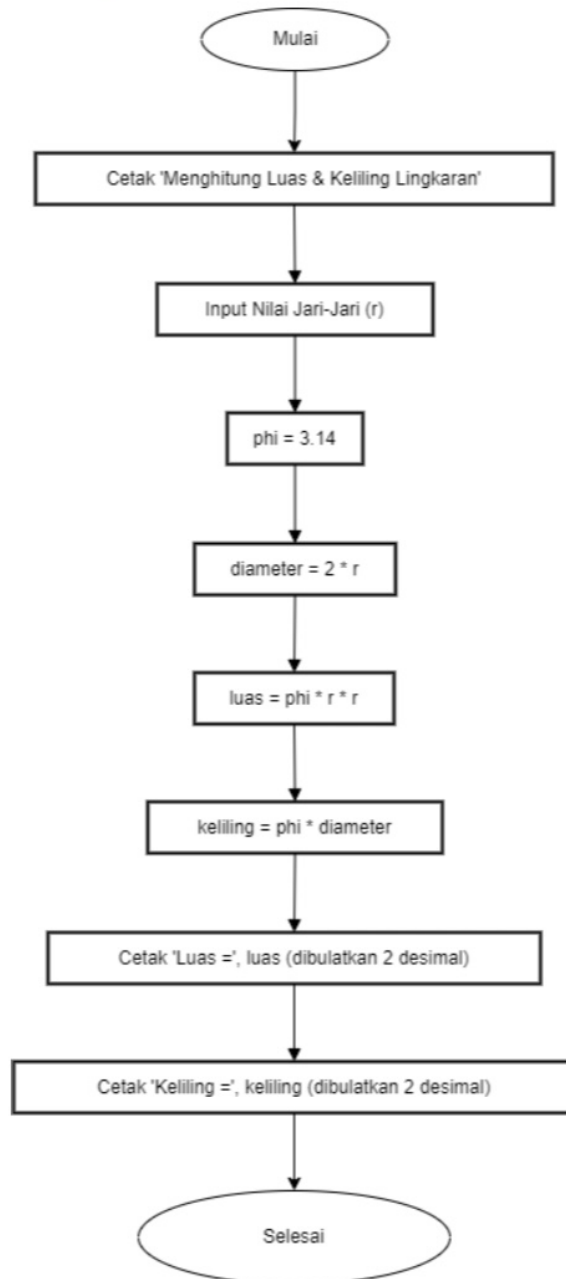 Mulai
Cetak 'Menghitung Luas & Keliling Lingkaran'
Input Nilai Jari-Jari (r)
phi = 3.14
diameter = 2 * r
luas = phi * r * r
keliling = phi * diameter
Cetak 'Luas =', luas (dibulatkan 2 desimal)
Cetak 'Keliling =', keliling (dibulatkan 2 desimal)
Selesai